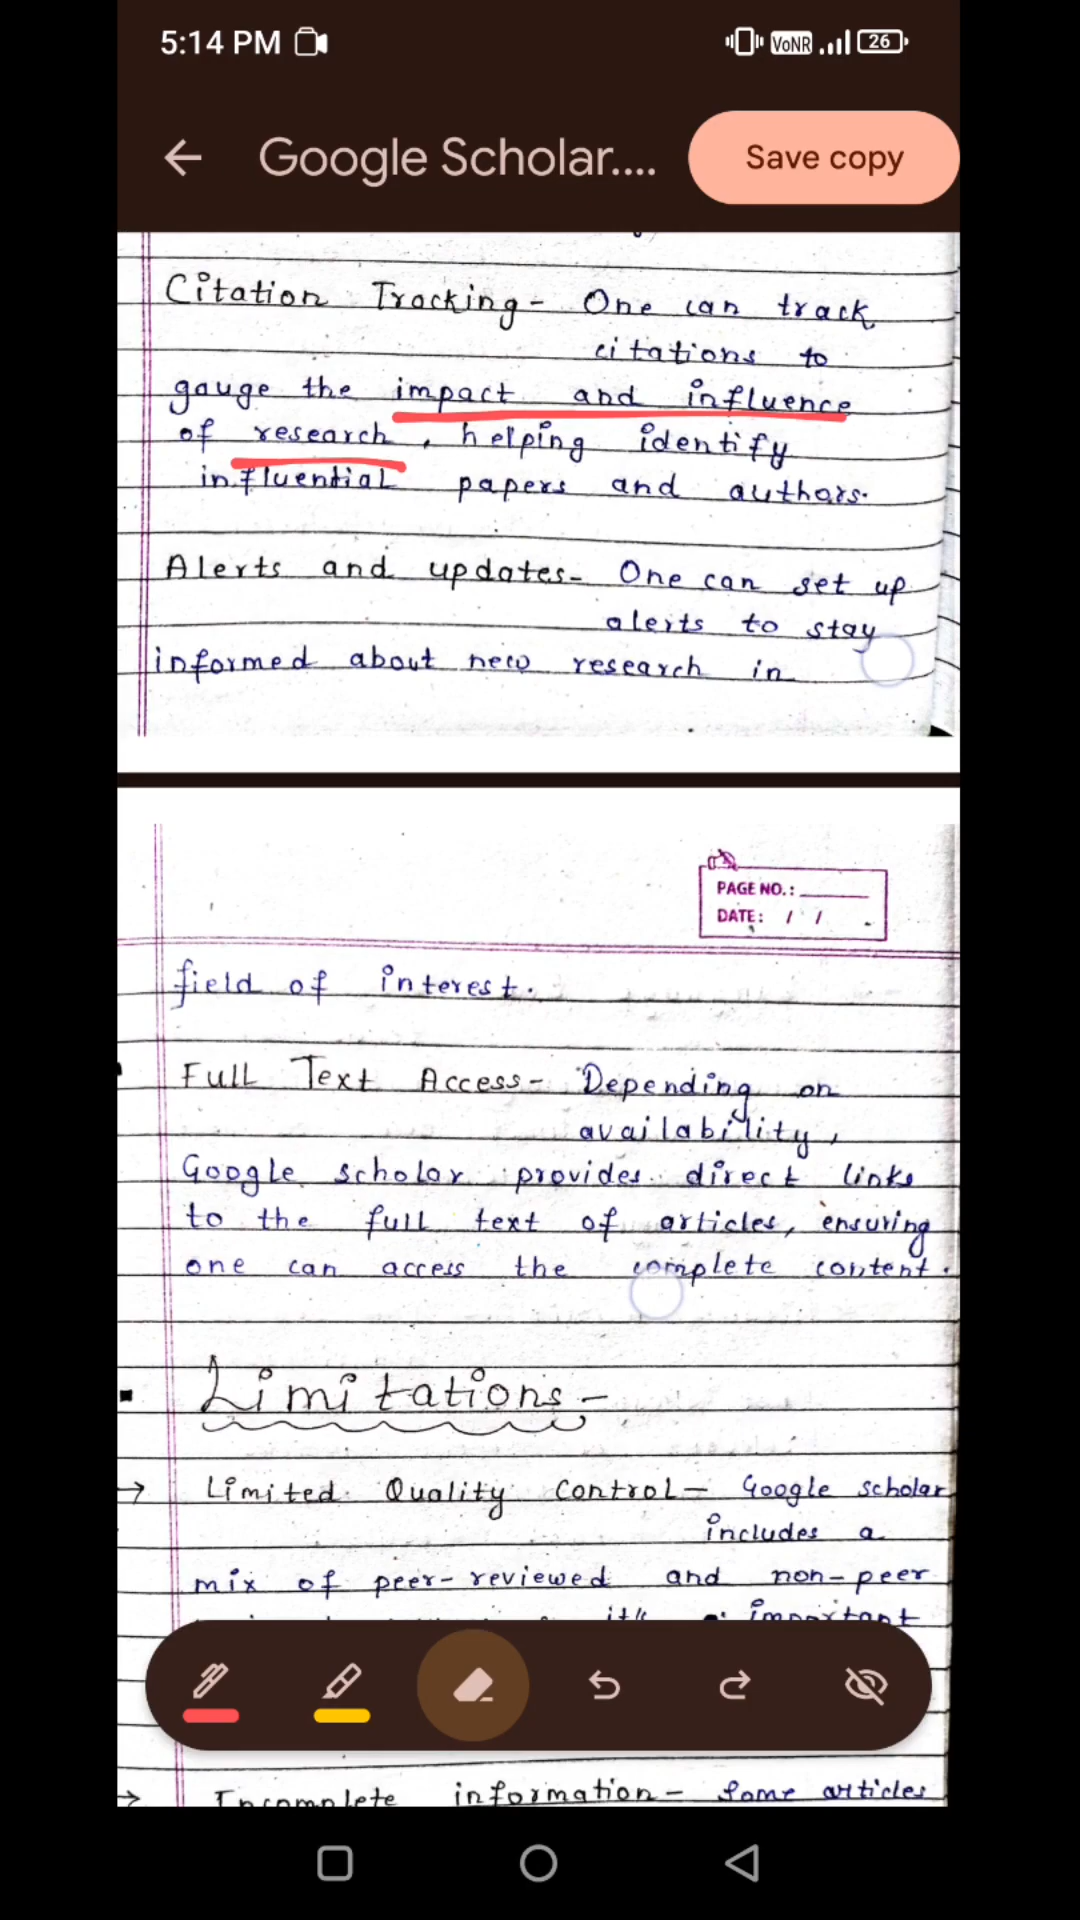 5:14 PM
VoNR
26
Google Scholar....
Save copy
Citation Tracking- One can track
citations to
gauge the impact and influence
of research, helping identify
influential papers and authors.
Alerts and updates- One can set up
alerts to stay
informed about new research in
PAGE NO.:
DATE: / /
field of interest.
Full Text Access- Depending on
availability,
Google scholar provides direct links
to the full text of articles, ensuring
one can access the complete content.
Limitations-
→ Limited Quality Control- Google scholar
includes a
mix of peer-reviewed and non-peer
it's important
→ Incomplete information- Some articles